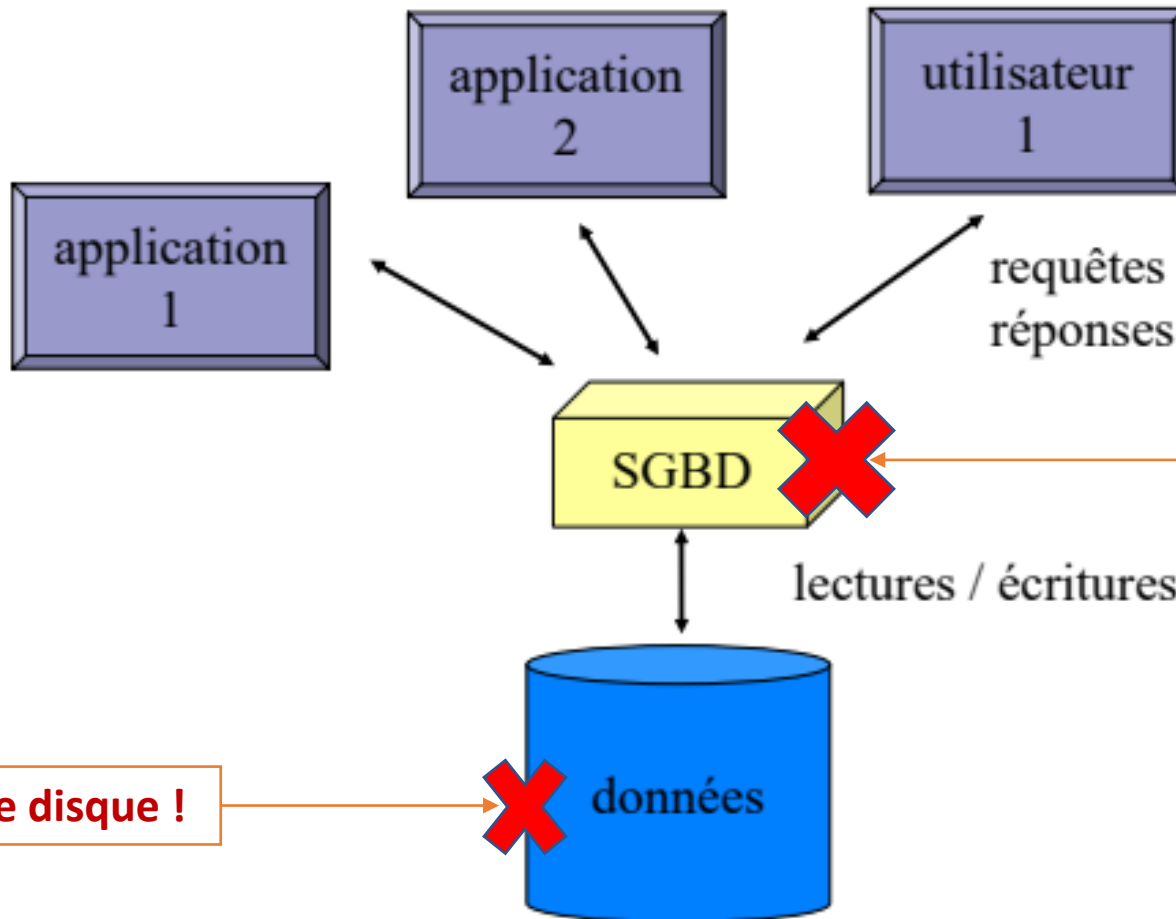 application
2
utilisateur
1
application
1
requêtes
réponses
SGBD
lectures / écritures
e disque !
données